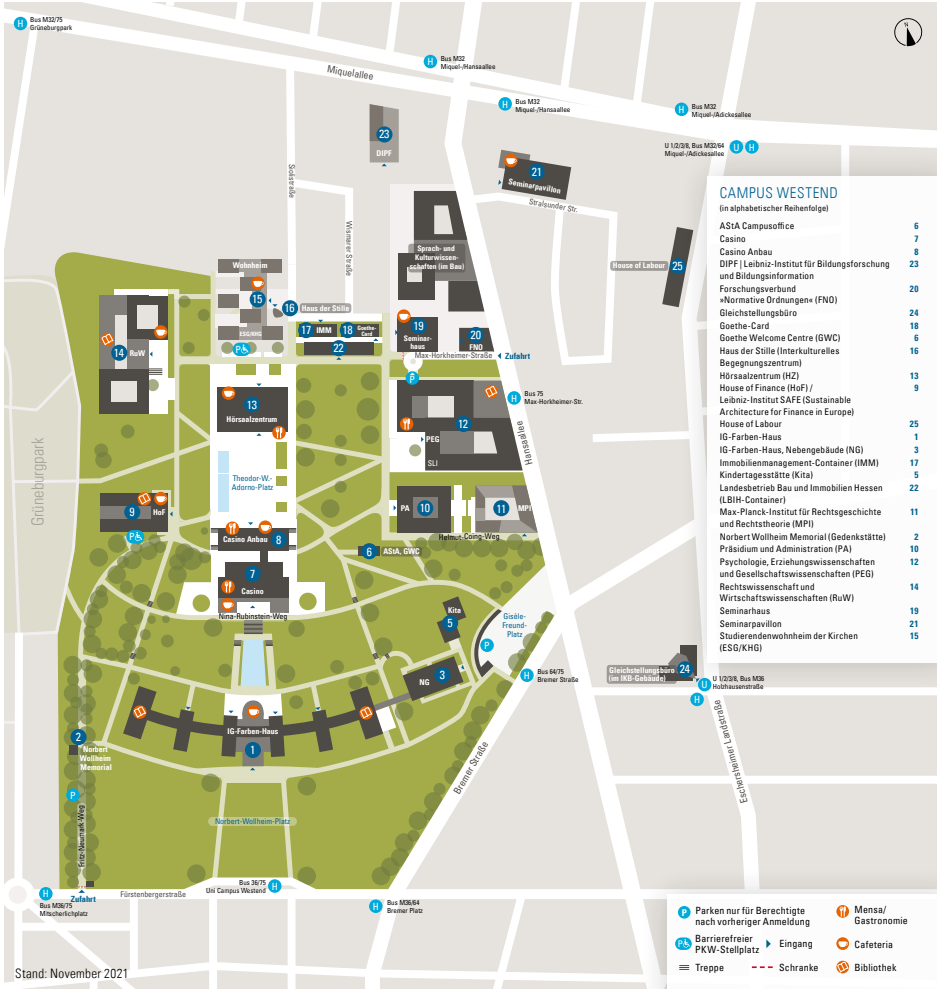 Bus M32/75
Grüneburgpark
Bus M32
Miquel-/Hansaallee
Miquelallee
Bus M32
Miquel-/Hansaallee
Bus M32
Miquel-/Adickesallee
U 1/2/3/8, Bus M32/64
Miquel-/Adickesallee
N
H
H
H
H
U H
23
DIPF
21
Seminarpavillon
Stralsunder Str.
Siolistraße
Wismarer Straße
Sprach- und
Kulturwissen-
schaften (im Bau)
House of Labour
25
Wohnheim
15
16
Haus der Stille
ESG/KHG
P
17
IMM
18
Goethe-
Card
22
19
Seminar-
haus
20
FNO
Max-Horkheimer-Straße
Zufahrt
P
H
Bus 75
Max-Horkheimer-Str.
14
RuW
13
Hörsaalzentrum
12
PEG
SLI
Hansaallee
Grüneburgpark
Theodor-W.-
Adorno-Platz
9
HoF
P
PA
10
11
MPI
Helmut-Coing-Weg
Casino Anbau
8
6
AStA, GWC
7
Casino
Nina-Rubinstein-Weg
Kita
5
Gisèle-
Freund-
Platz
P
H
Bus 64/75
Bremer Straße
NG
3
IG-Farben-Haus
1
2
Norbert
Wollheim
Memorial
P
Fritz-Neumark-Weg
Norbert-Wollheim-Platz
Bremer Straße
Gleichstellungsbüro
(im IKB-Gebäude)
24
U
H
U 1/2/3/8, Bus M36
Holzhausenstraße
Eschersheimer Landstraße
Bus 36/75
Uni Campus Westend
H
H
Bus M36/75
Mitscherlichplatz
Zufahrt
Fürstenbergerstraße
H
Bus M36/64
Bremer Platz
Stand: November 2021
CAMPUS WESTEND
(in alphabetischer Reihenfolge)
AStA Campusoffice 6
Casino 7
Casino Anbau 8
DIPF | Leibniz-Institut für Bildungsforschung 23
und Bildungsinformation
Forschungsverbund 20
»Normative Ordnungen« (FNO)
Gleichstellungsbüro 24
Goethe-Card 18
Goethe Welcome Centre (GWC) 6
Haus der Stille (Interkulturelles 16
Begegnungszentrum)
Hörsaalzentrum (HZ) 13
House of Finance (HoF) / 9
Leibniz-Institut SAFE (Sustainable
Architecture for Finance in Europe)
House of Labour 25
IG-Farben-Haus 1
IG-Farben-Haus, Nebengebäude (NG) 3
Immobilienmanagement-Container (IMM) 17
Kindertagesstätte (Kita) 5
Landesbetrieb Bau und Immobilien Hessen 22
(LBIH-Container)
Max-Planck-Institut für Rechtsgeschichte 11
und Rechtstheorie (MPI)
Norbert Wollheim Memorial (Gedenkstätte) 2
Präsidium und Administration (PA) 10
Psychologie, Erziehungswissenschaften 12
und Gesellschaftswissenschaften (PEG)
Rechtswissenschaft und 14
Wirtschaftswissenschaften (RuW)
Seminarhaus 19
Seminarpavillon 21
Studierendenwohnheim der Kirchen 15
(ESG/KHG)
P Parken nur für Berechtigte
nach vorheriger Anmeldung
P Barrierefreier
PKW-Stellplatz
Eingang
Treppe
Schranke
Mensa/
Gastronomie
Cafeteria
Bibliothek